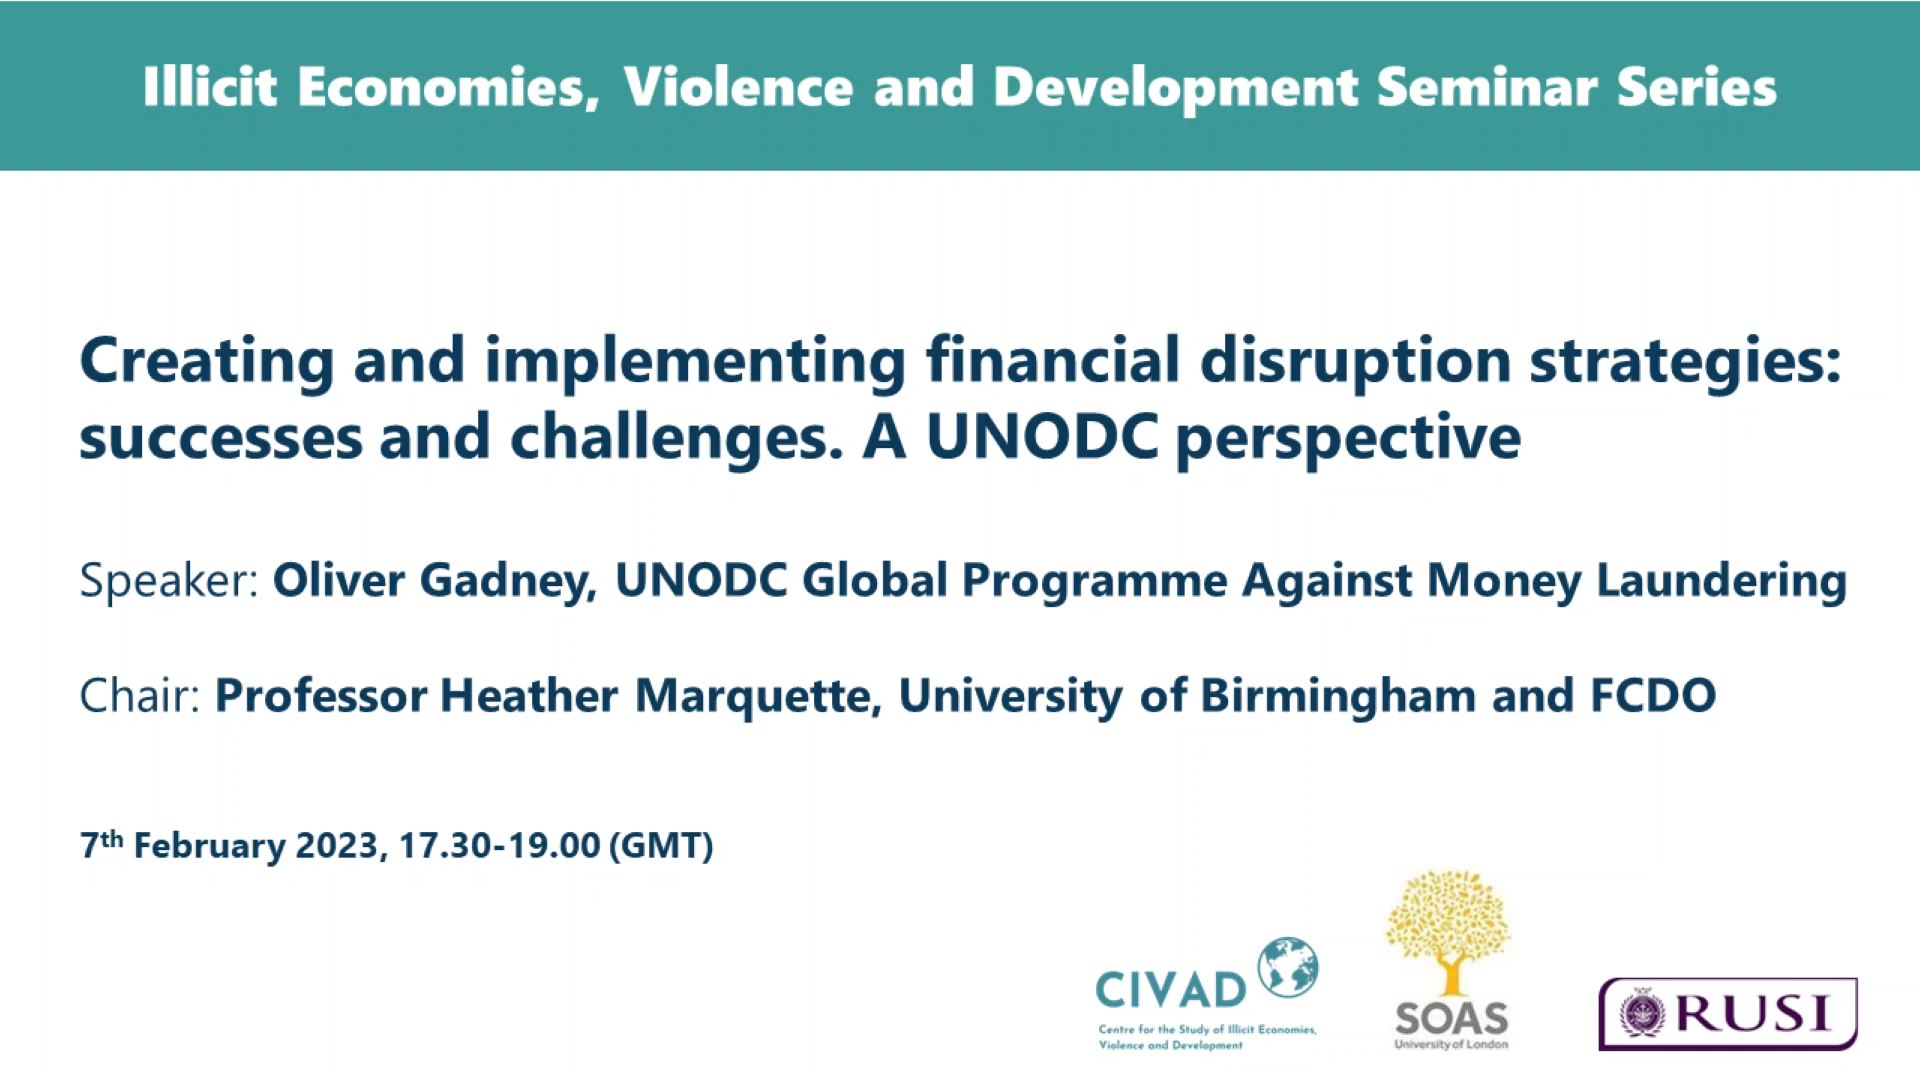 Illicit Economies, Violence and Development Seminar Series
Creating and implementing financial disruption strategies:
successes and challenges. A UNODC perspective
Speaker: Oliver Gadney, UNODC Global Programme Against Money Laundering
Chair: Professor Heather Marquette, University of Birmingham and FCDO
7th February 2023, 17.30-19.00 (GMT)
CIVAD
Centre for the Study of Illicit Economies,
Violence and Development
SOAS
University of London
RUSI